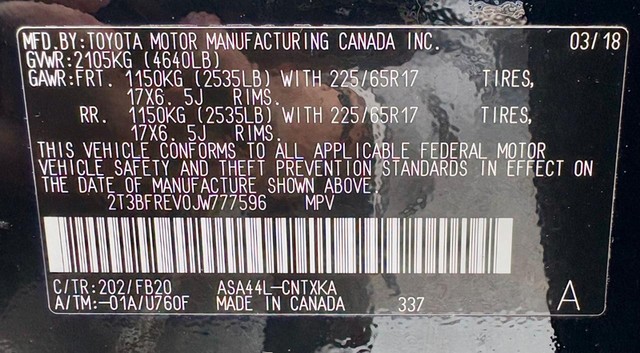 MFD.BY:TOYOTA MOTOR MANUFACTURING CANADA INC. 03/18
GVWR:2105KG (4640LB)
GAWR:FRT. 1150KG (2535LB) WITH 225/65R17 TIRES,
17X6. 5J RIMS.
RR. 1150KG (2535LB) WITH 225/65R17 TIRES,
17X6. 5J RIMS.
THIS VEHICLE CONFORMS TO ALL APPLICABLE FEDERAL MOTOR
VEHICLE SAFETY AND THEFT PREVENTION STANDARDS IN EFFECT ON
THE DATE OF MANUFACTURE SHOWN ABOVE.
2T3BFREV0JW777596 MPV
C/TR:202/FB20 ASA44L-CNTXKA
A/TM:-01A/U760F MADE IN CANADA 337 A